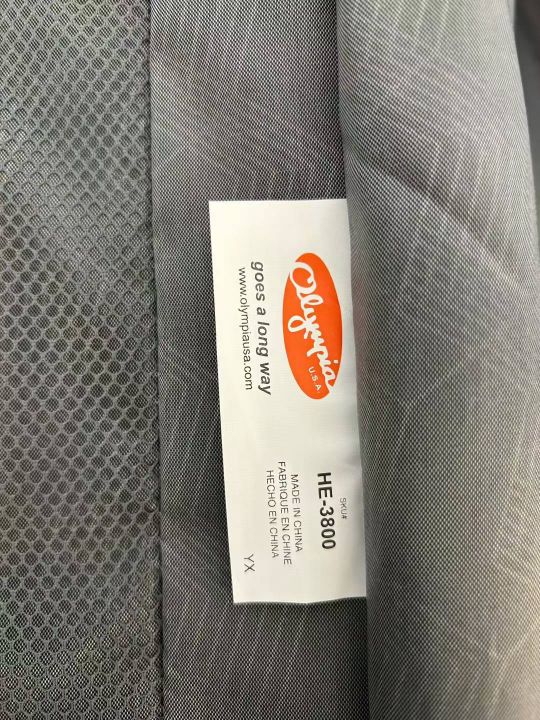 Olympia
U.S.A.
goes a long way
www.olympiausa.com
SKU#
HE-3800
MADE IN CHINA
FABRIQUE EN CHINE
HECHO EN CHINA
YX